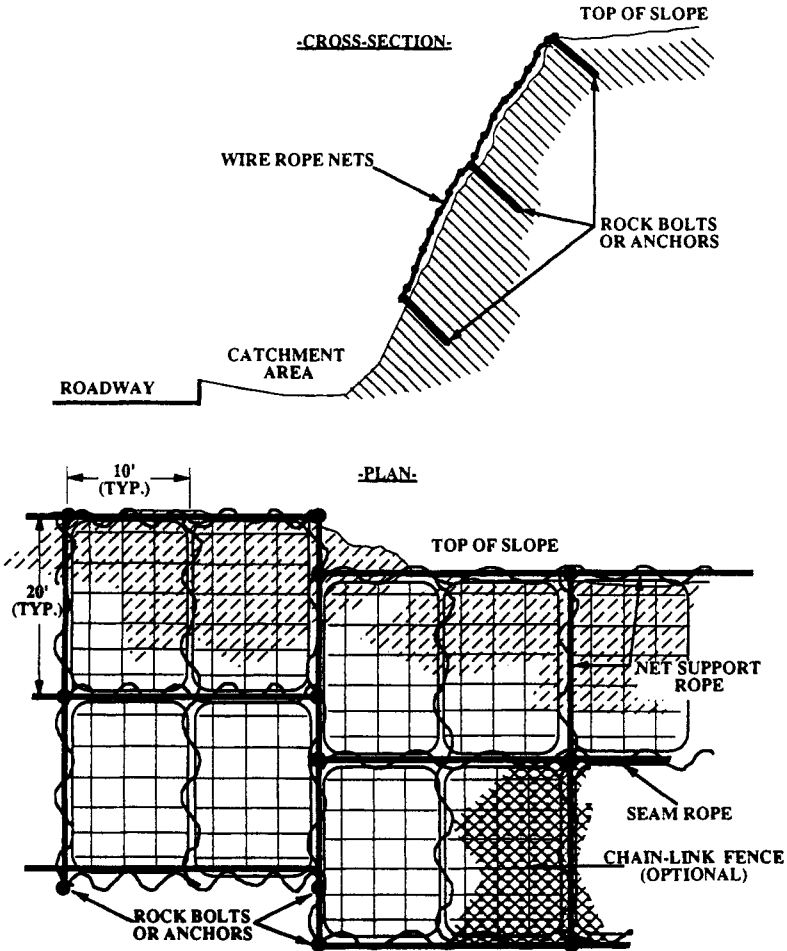 TOP OF SLOPE
-CROSS-SECTION-
WIRE ROPE NETS
ROCK BOLTS
OR ANCHORS
CATCHMENT
AREA
ROADWAY
10'
(TYP.)
-PLAN-
TOP OF SLOPE
20'
(TYP.)
NET SUPPORT
ROPE
SEAM ROPE
CHAIN-LINK FENCE
(OPTIONAL)
ROCK BOLTS
OR ANCHORS